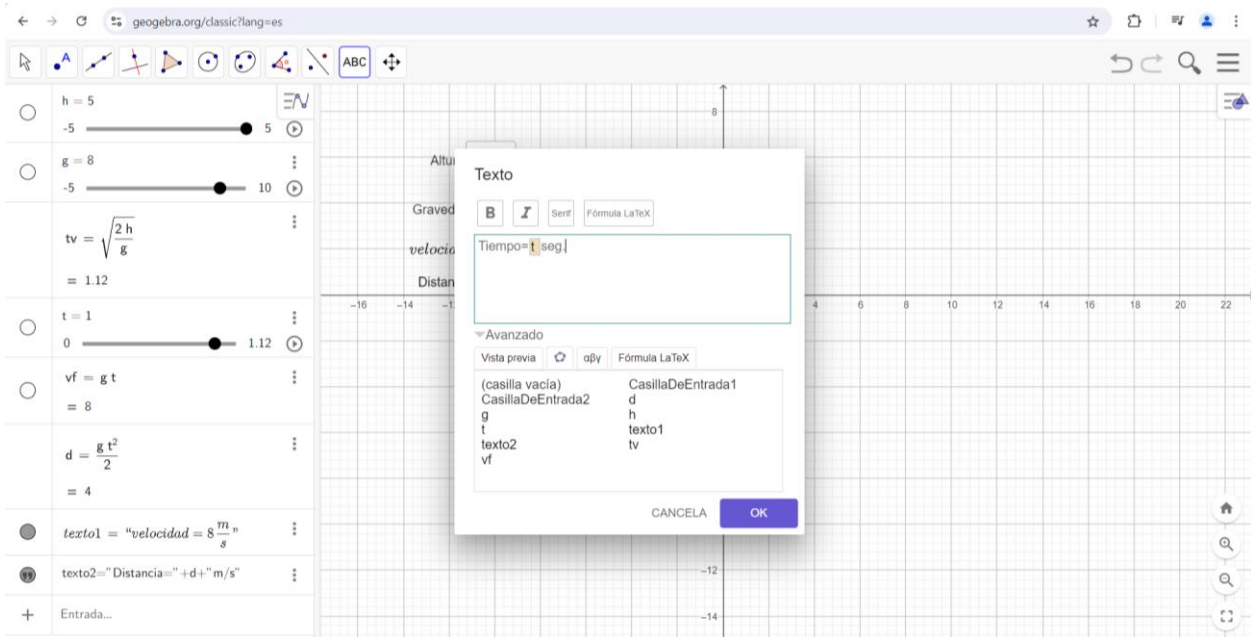 geogebra.org/classic?lang=es
ABC
h = 5
-5 5
g = 8
-5 10
tv = √(2 h / g)
= 1.12
t = 1
0 1.12
vf = g t
= 8
d = g t² / 2
= 4
texto1 = “velocidad = 8 m/s”
texto2="Distancia="+d+"m/s"
Entrada...
Altu
Graved
velocid
Distan
8
-16 -14 -1 4 6 8 10 12 14 16 18 20 22
-12
-14
Texto
B I Serif Fórmula LaTeX
Tiempo=t seg.
Avanzado
Vista previa αβγ Fórmula LaTeX
(casilla vacía) CasillaDeEntrada1
CasillaDeEntrada2 d
g h
t texto1
texto2 tv
vf
CANCELA OK